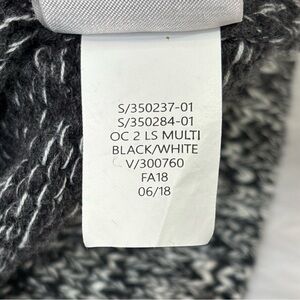 S/350237-01
S/350284-01
OC 2 LS MULTI
BLACK/WHITE
V/300760
FA18
06/18